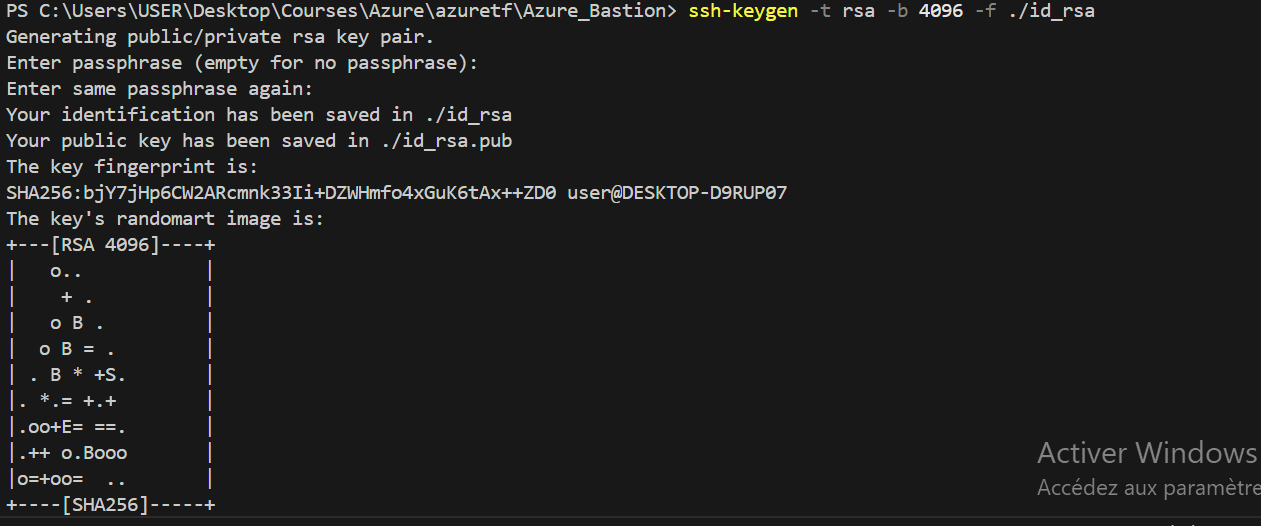 PS C:\Users\USER\Desktop\Courses\Azure\azuretf\Azure_Bastion> ssh-keygen -t rsa -b 4096 -f ./id_rsa
Generating public/private rsa key pair.
Enter passphrase (empty for no passphrase):
Enter same passphrase again:
Your identification has been saved in ./id_rsa
Your public key has been saved in ./id_rsa.pub
The key fingerprint is:
SHA256:bjY7jHp6CW2ARcmnk33Ii+DZWHmfo4xGuK6tAx++ZD0 user@DESKTOP-D9RUP07
The key's randomart image is:
+---[RSA 4096]----+
|   o..           |
|    + .          |
|   o B .         |
|  o B = .        |
| . B * +S.       |
|. *.= +.+        |
|.oo+E= ==.       |
|.++ o.Booo       |
|o=+oo=  ..       |
+----[SHA256]-----+
Activer Windows
Accédez aux paramètre